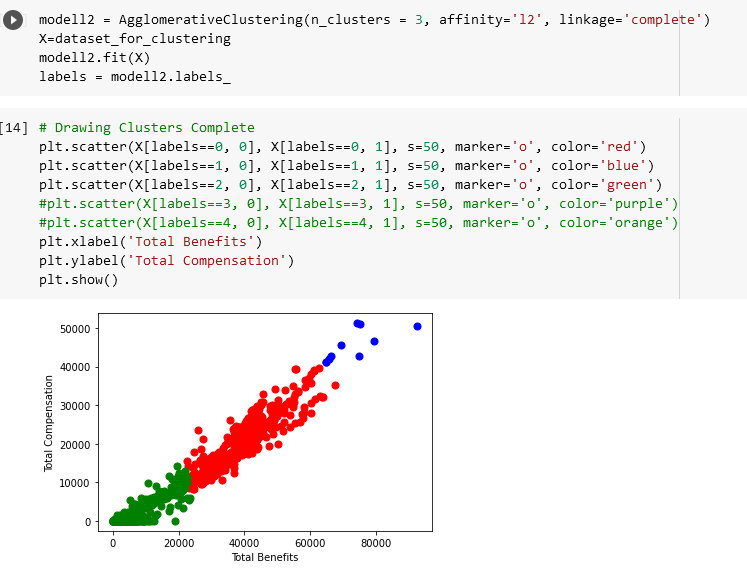 modell2 = AgglomerativeClustering(n_clusters = 3, affinity='l2', linkage='complete')
X=dataset_for_clustering
modell2.fit(X)
labels = modell2.labels_
[14]
# Drawing Clusters Complete
plt.scatter(X[labels==0, 0], X[labels==0, 1], s=50, marker='o', color='red')
plt.scatter(X[labels==1, 0], X[labels==1, 1], s=50, marker='o', color='blue')
plt.scatter(X[labels==2, 0], X[labels==2, 1], s=50, marker='o', color='green')
#plt.scatter(X[labels==3, 0], X[labels==3, 1], s=50, marker='o', color='purple')
#plt.scatter(X[labels==4, 0], X[labels==4, 1], s=50, marker='o', color='orange')
plt.xlabel('Total Benefits')
plt.ylabel('Total Compensation')
plt.show()
50000
40000
30000
20000
10000
0
Total Compensation
0 20000 40000 60000 80000
Total Benefits